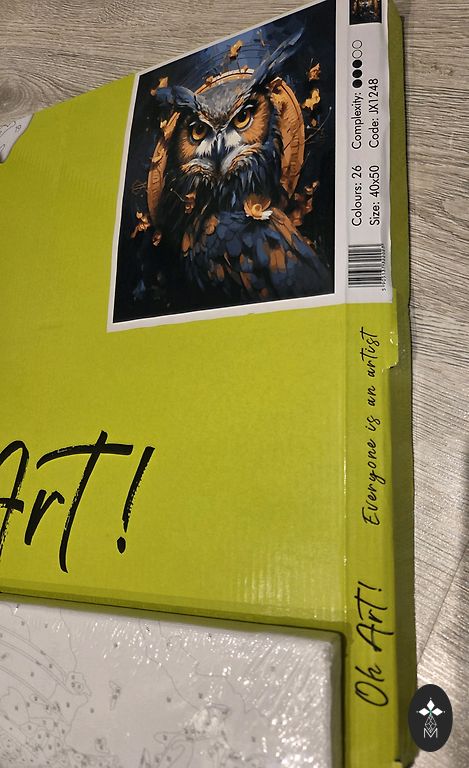 Colours: 26
Complexity:
Size: 40x50
Code: JX1248
Art!
Oh Art!
Everyone is an artist